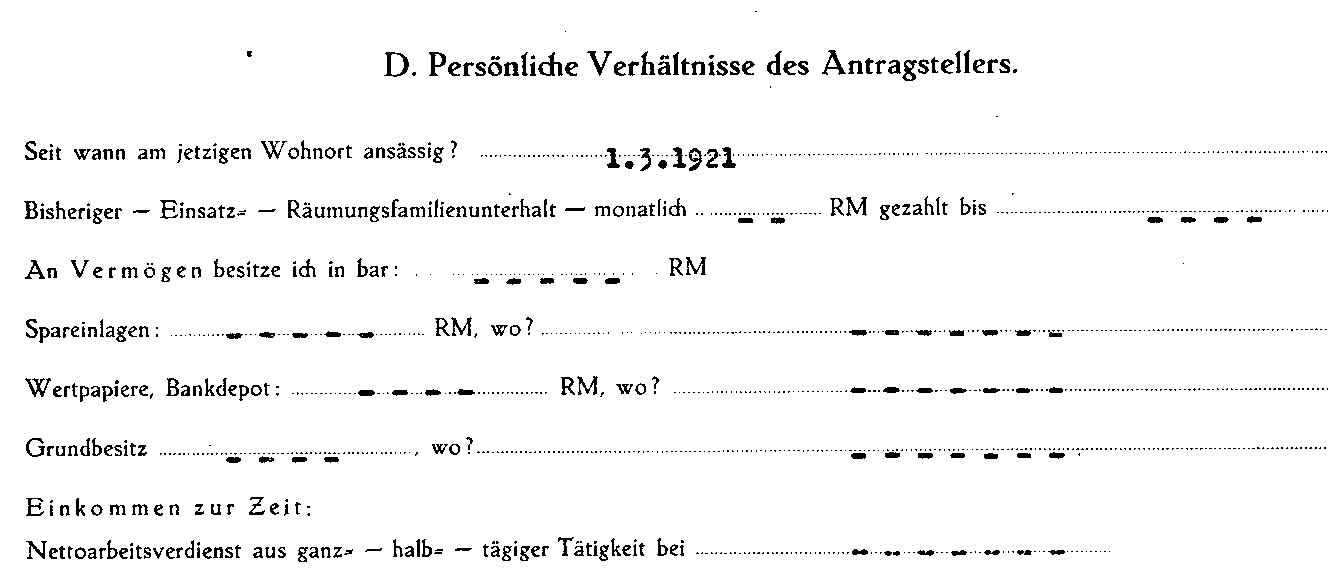 D. Persönliche Verhältnisse des Antragstellers.
Seit wann am jetzigen Wohnort ansässig? 1.3.1921
Bisheriger — Einsatz= — Räumungsfamilienunterhalt — monatlich - - RM gezahlt bis - - - -
An Vermögen besitze ich in bar: - - - - - RM
Spareinlagen: - - - - - RM, wo? - - - - - - -
Wertpapiere, Bankdepot: - - - - RM, wo? - - - - - - -
Grundbesitz - - - - , wo? - - - - - - -
Einkommen zur Zeit:
Nettoarbeitsverdienst aus ganz= — halb= — tägiger Tätigkeit bei - - - - - - -